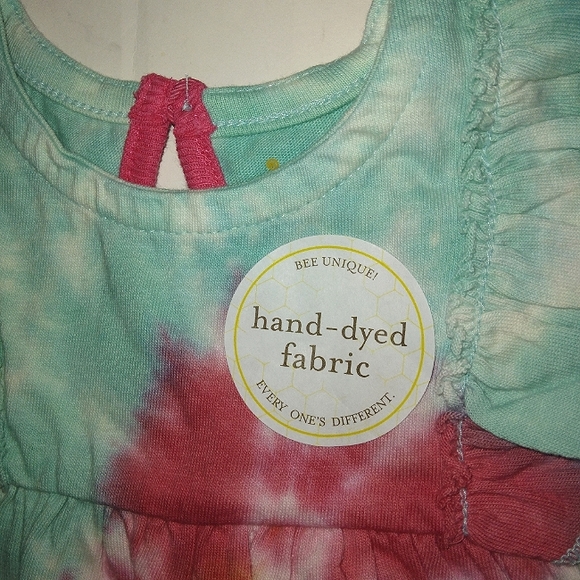 BEE UNIQUE!
hand-dyed
fabric
EVERY ONE'S DIFFERENT.